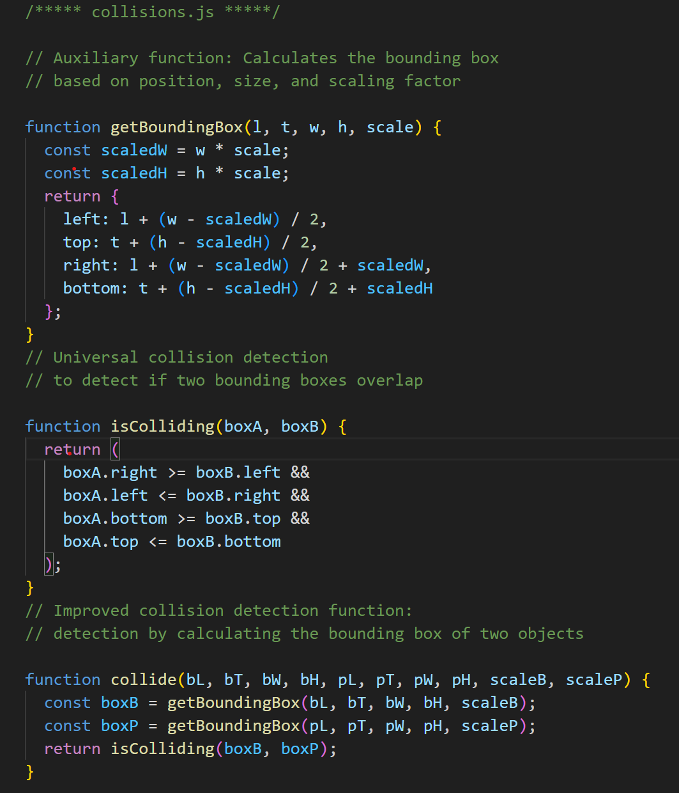 /***** collisions.js *****/
// Auxiliary function: Calculates the bounding box
// based on position, size, and scaling factor
function getBoundingBox(l, t, w, h, scale) {
  const scaledW = w * scale;
  const scaledH = h * scale;
  return {
    left: l + (w - scaledW) / 2,
    top: t + (h - scaledH) / 2,
    right: l + (w - scaledW) / 2 + scaledW,
    bottom: t + (h - scaledH) / 2 + scaledH
  };
}
// Universal collision detection
// to detect if two bounding boxes overlap
function isColliding(boxA, boxB) {
  return (
    boxA.right >= boxB.left &&
    boxA.left <= boxB.right &&
    boxA.bottom >= boxB.top &&
    boxA.top <= boxB.bottom
  );
}
// Improved collision detection function:
// detection by calculating the bounding box of two objects
function collide(bL, bT, bW, bH, pL, pT, pW, pH, scaleB, scaleP) {
  const boxB = getBoundingBox(bL, bT, bW, bH, scaleB);
  const boxP = getBoundingBox(pL, pT, pW, pH, scaleP);
  return isColliding(boxB, boxP);
}